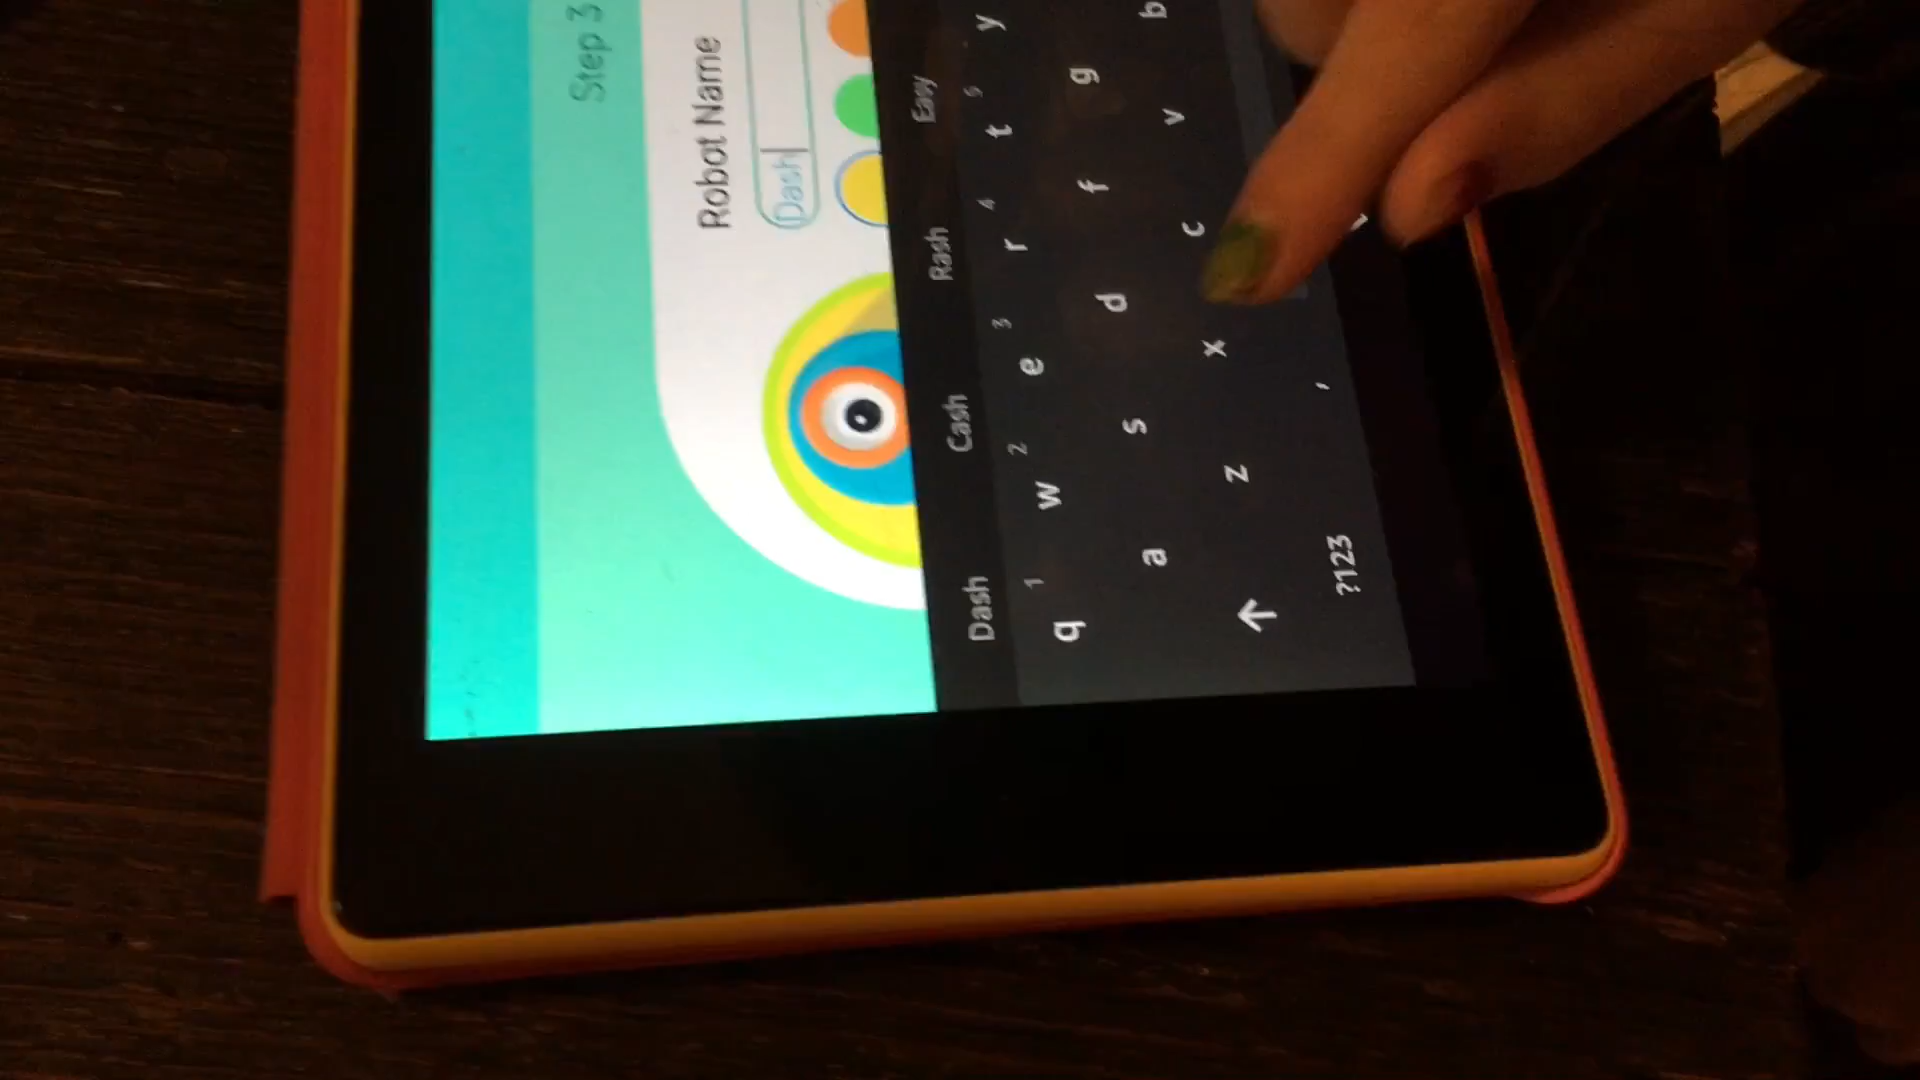 Step 3
Robot Name
Dash
Dash Cash Rash Easy
1 2 3 4 5
q w e r t y
a s d f g
z x c v b
?123 ,